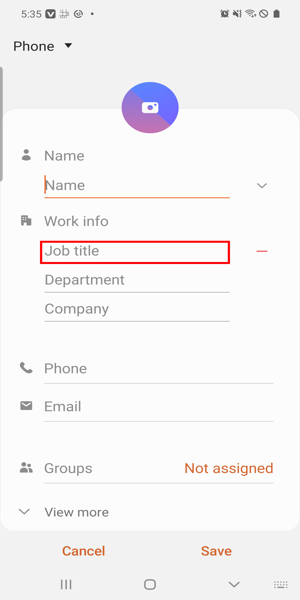 5:35
Phone
Name
Name
Work info
Job title
Department
Company
Phone
Email
Groups Not assigned
View more
Cancel Save